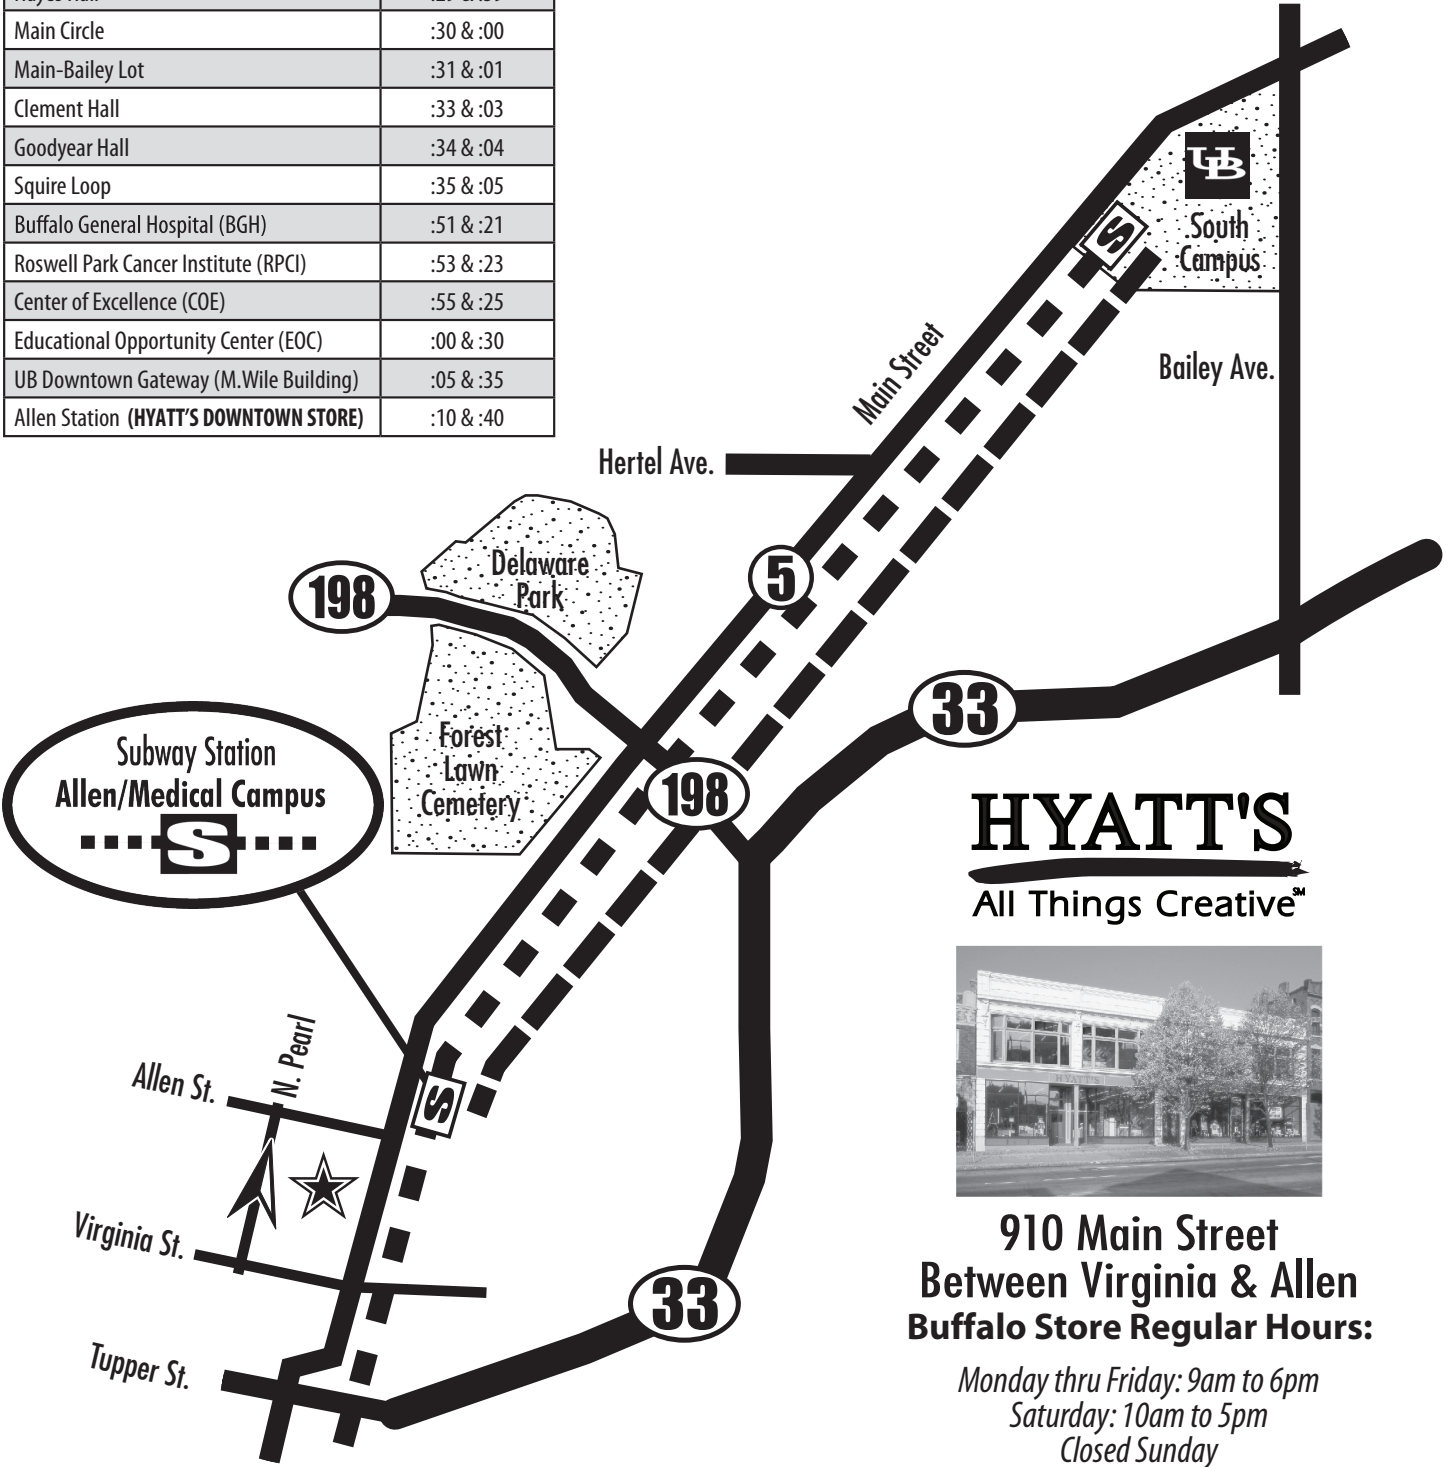 Main Circle :30 & :00
Main-Bailey Lot :31 & :01
Clement Hall :33 & :03
Goodyear Hall :34 & :04
Squire Loop :35 & :05
Buffalo General Hospital (BGH) :51 & :21
Roswell Park Cancer Institute (RPCI) :53 & :23
Center of Excellence (COE) :55 & :25
Educational Opportunity Center (EOC) :00 & :30
UB Downtown Gateway (M.Wile Building) :05 & :35
Allen Station (HYATT'S DOWNTOWN STORE) :10 & :40
UB
South
Campus
S
Main Street
Bailey Ave.
Hertel Ave.
Delaware
Park
5
198
33
Forest
Lawn
Cemetery
198
Subway Station
Allen/Medical Campus
S
HYATT'S
All Things Creative℠
HYATT'S
N. Pearl
Allen St.
S
Virginia St.
33
Tupper St.
910 Main Street
Between Virginia & Allen
Buffalo Store Regular Hours:
Monday thru Friday: 9am to 6pm
Saturday: 10am to 5pm
Closed Sunday